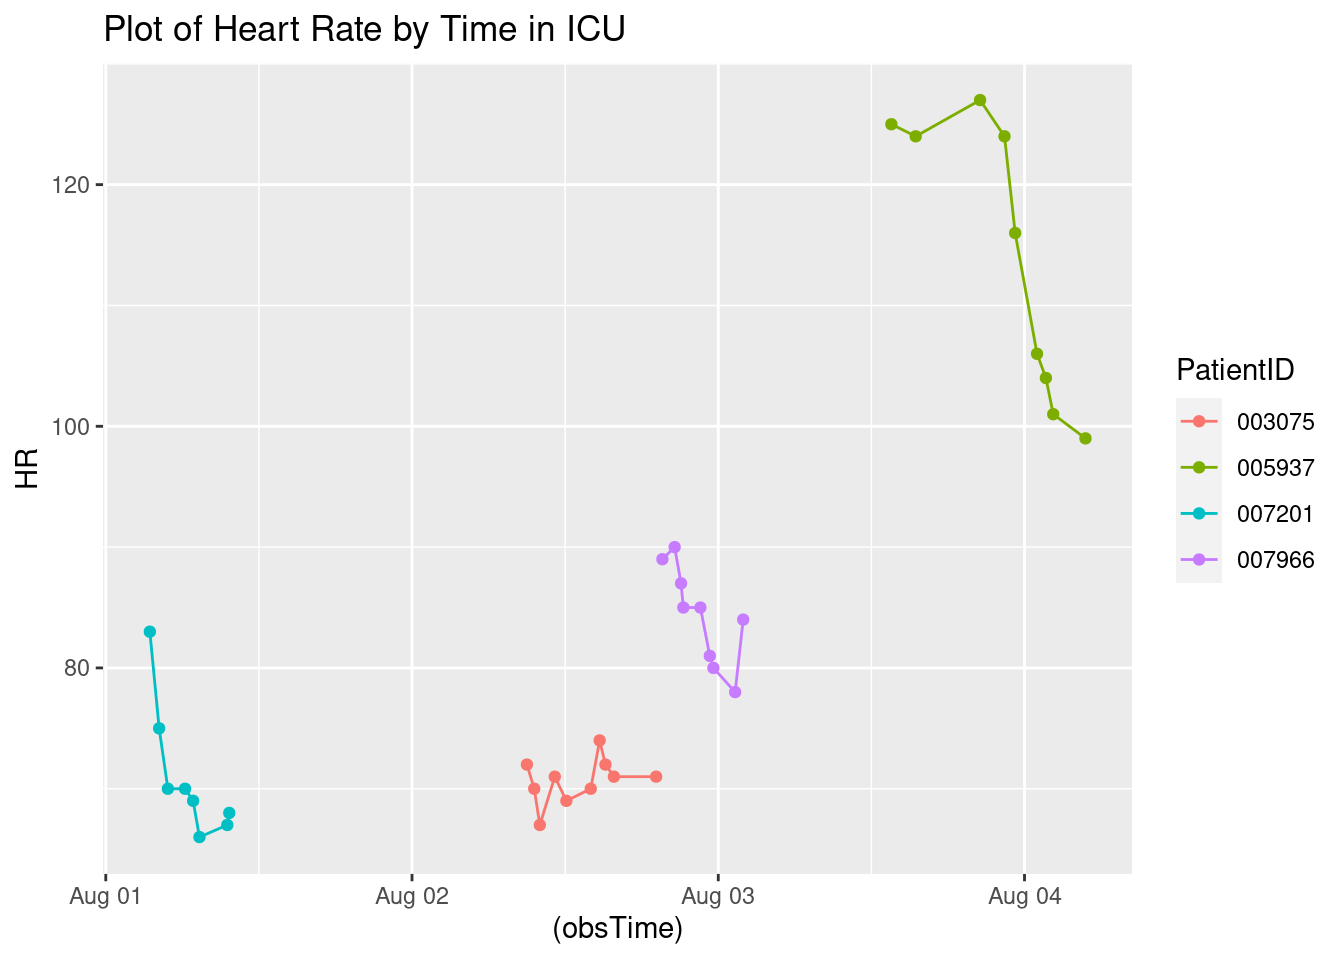 Plot of Heart Rate by Time in ICU
120
100
80
HR
Aug 01
Aug 02
Aug 03
Aug 04
(obsTime)
PatientID
003075
005937
007201
007966